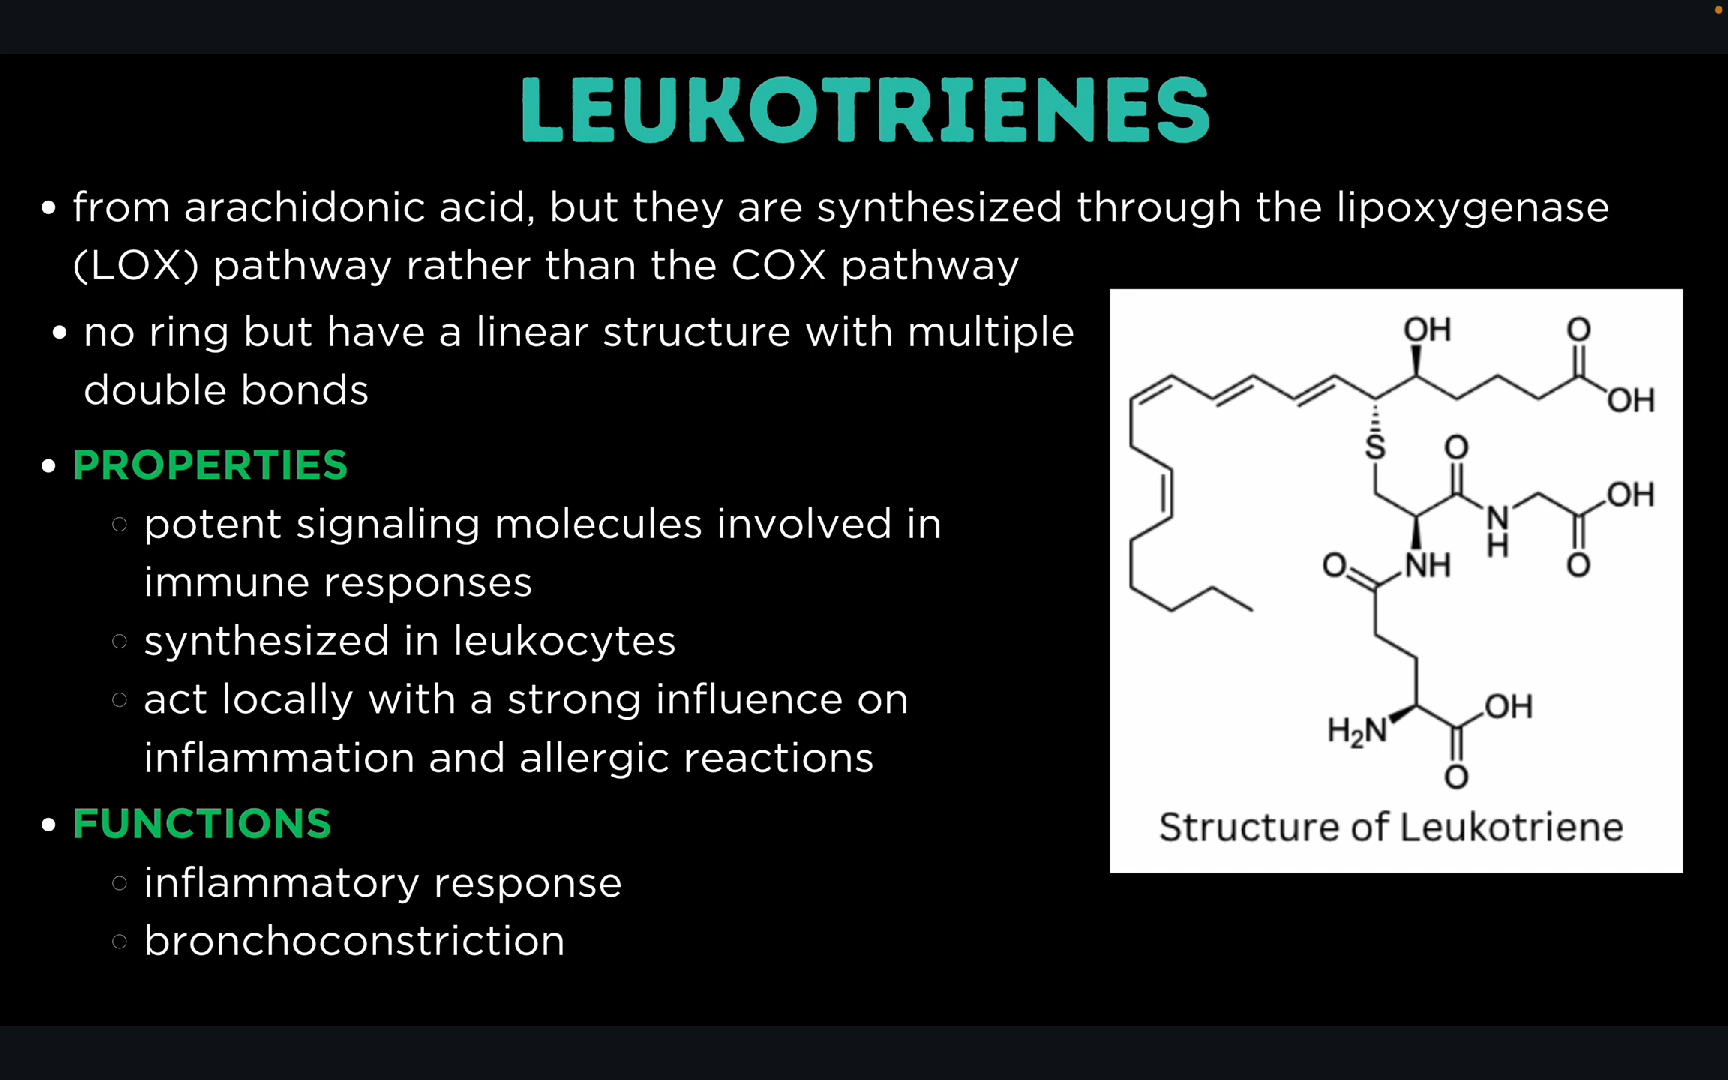 LEUKOTRIENES
• from arachidonic acid, but they are synthesized through the lipoxygenase
(LOX) pathway rather than the COX pathway
• no ring but have a linear structure with multiple
double bonds
• PROPERTIES
○ potent signaling molecules involved in
immune responses
○ synthesized in leukocytes
○ act locally with a strong influence on
inflammation and allergic reactions
• FUNCTIONS
○ inflammatory response
○ bronchoconstriction
OH O
OH
S O
OH
N
H
O NH O
OH
H₂N
O
Structure of Leukotriene